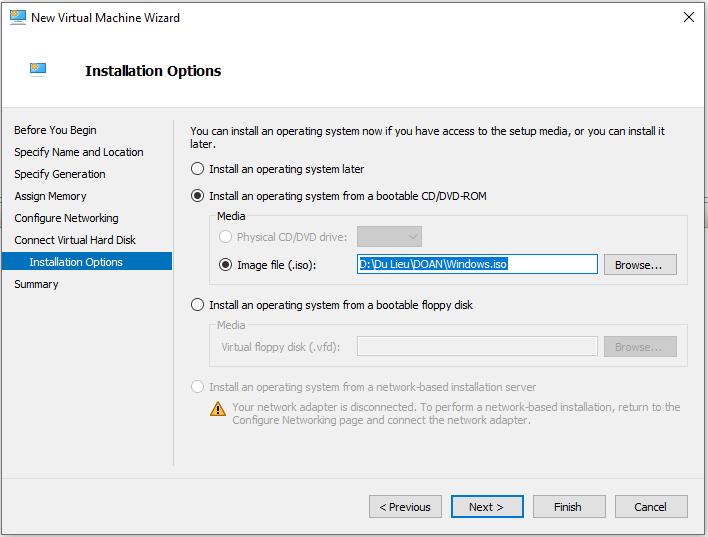 New Virtual Machine Wizard
Installation Options
Before You Begin
Specify Name and Location
Specify Generation
Assign Memory
Configure Networking
Connect Virtual Hard Disk
Installation Options
Summary
You can install an operating system now if you have access to the setup media, or you can install it
later.
Install an operating system later
Install an operating system from a bootable CD/DVD-ROM
Media
Physical CD/DVD drive:
Image file (.iso): D:\Du Lieu\DOAN\Windows.iso Browse...
Install an operating system from a bootable floppy disk
Media
Virtual floppy disk (.vfd): Browse...
Install an operating system from a network-based installation server
Your network adapter is disconnected. To perform a network-based installation, return to the
Configure Networking page and connect the network adapter.
< Previous Next > Finish Cancel